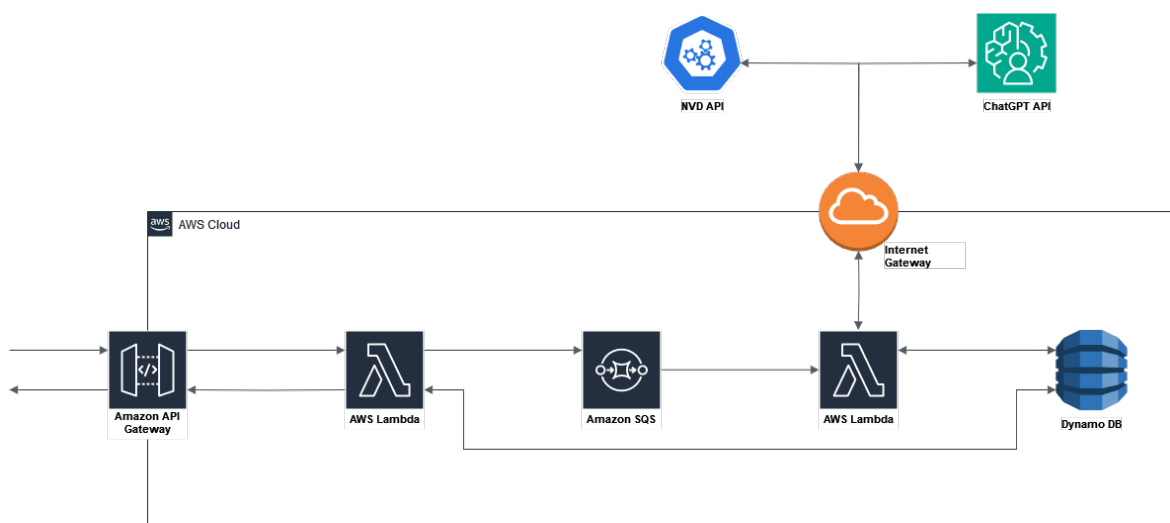 NVD API
ChatGPT API
aws
AWS Cloud
Internet
Gateway
</>
Amazon API
Gateway
AWS Lambda
Amazon SQS
AWS Lambda
Dynamo DB